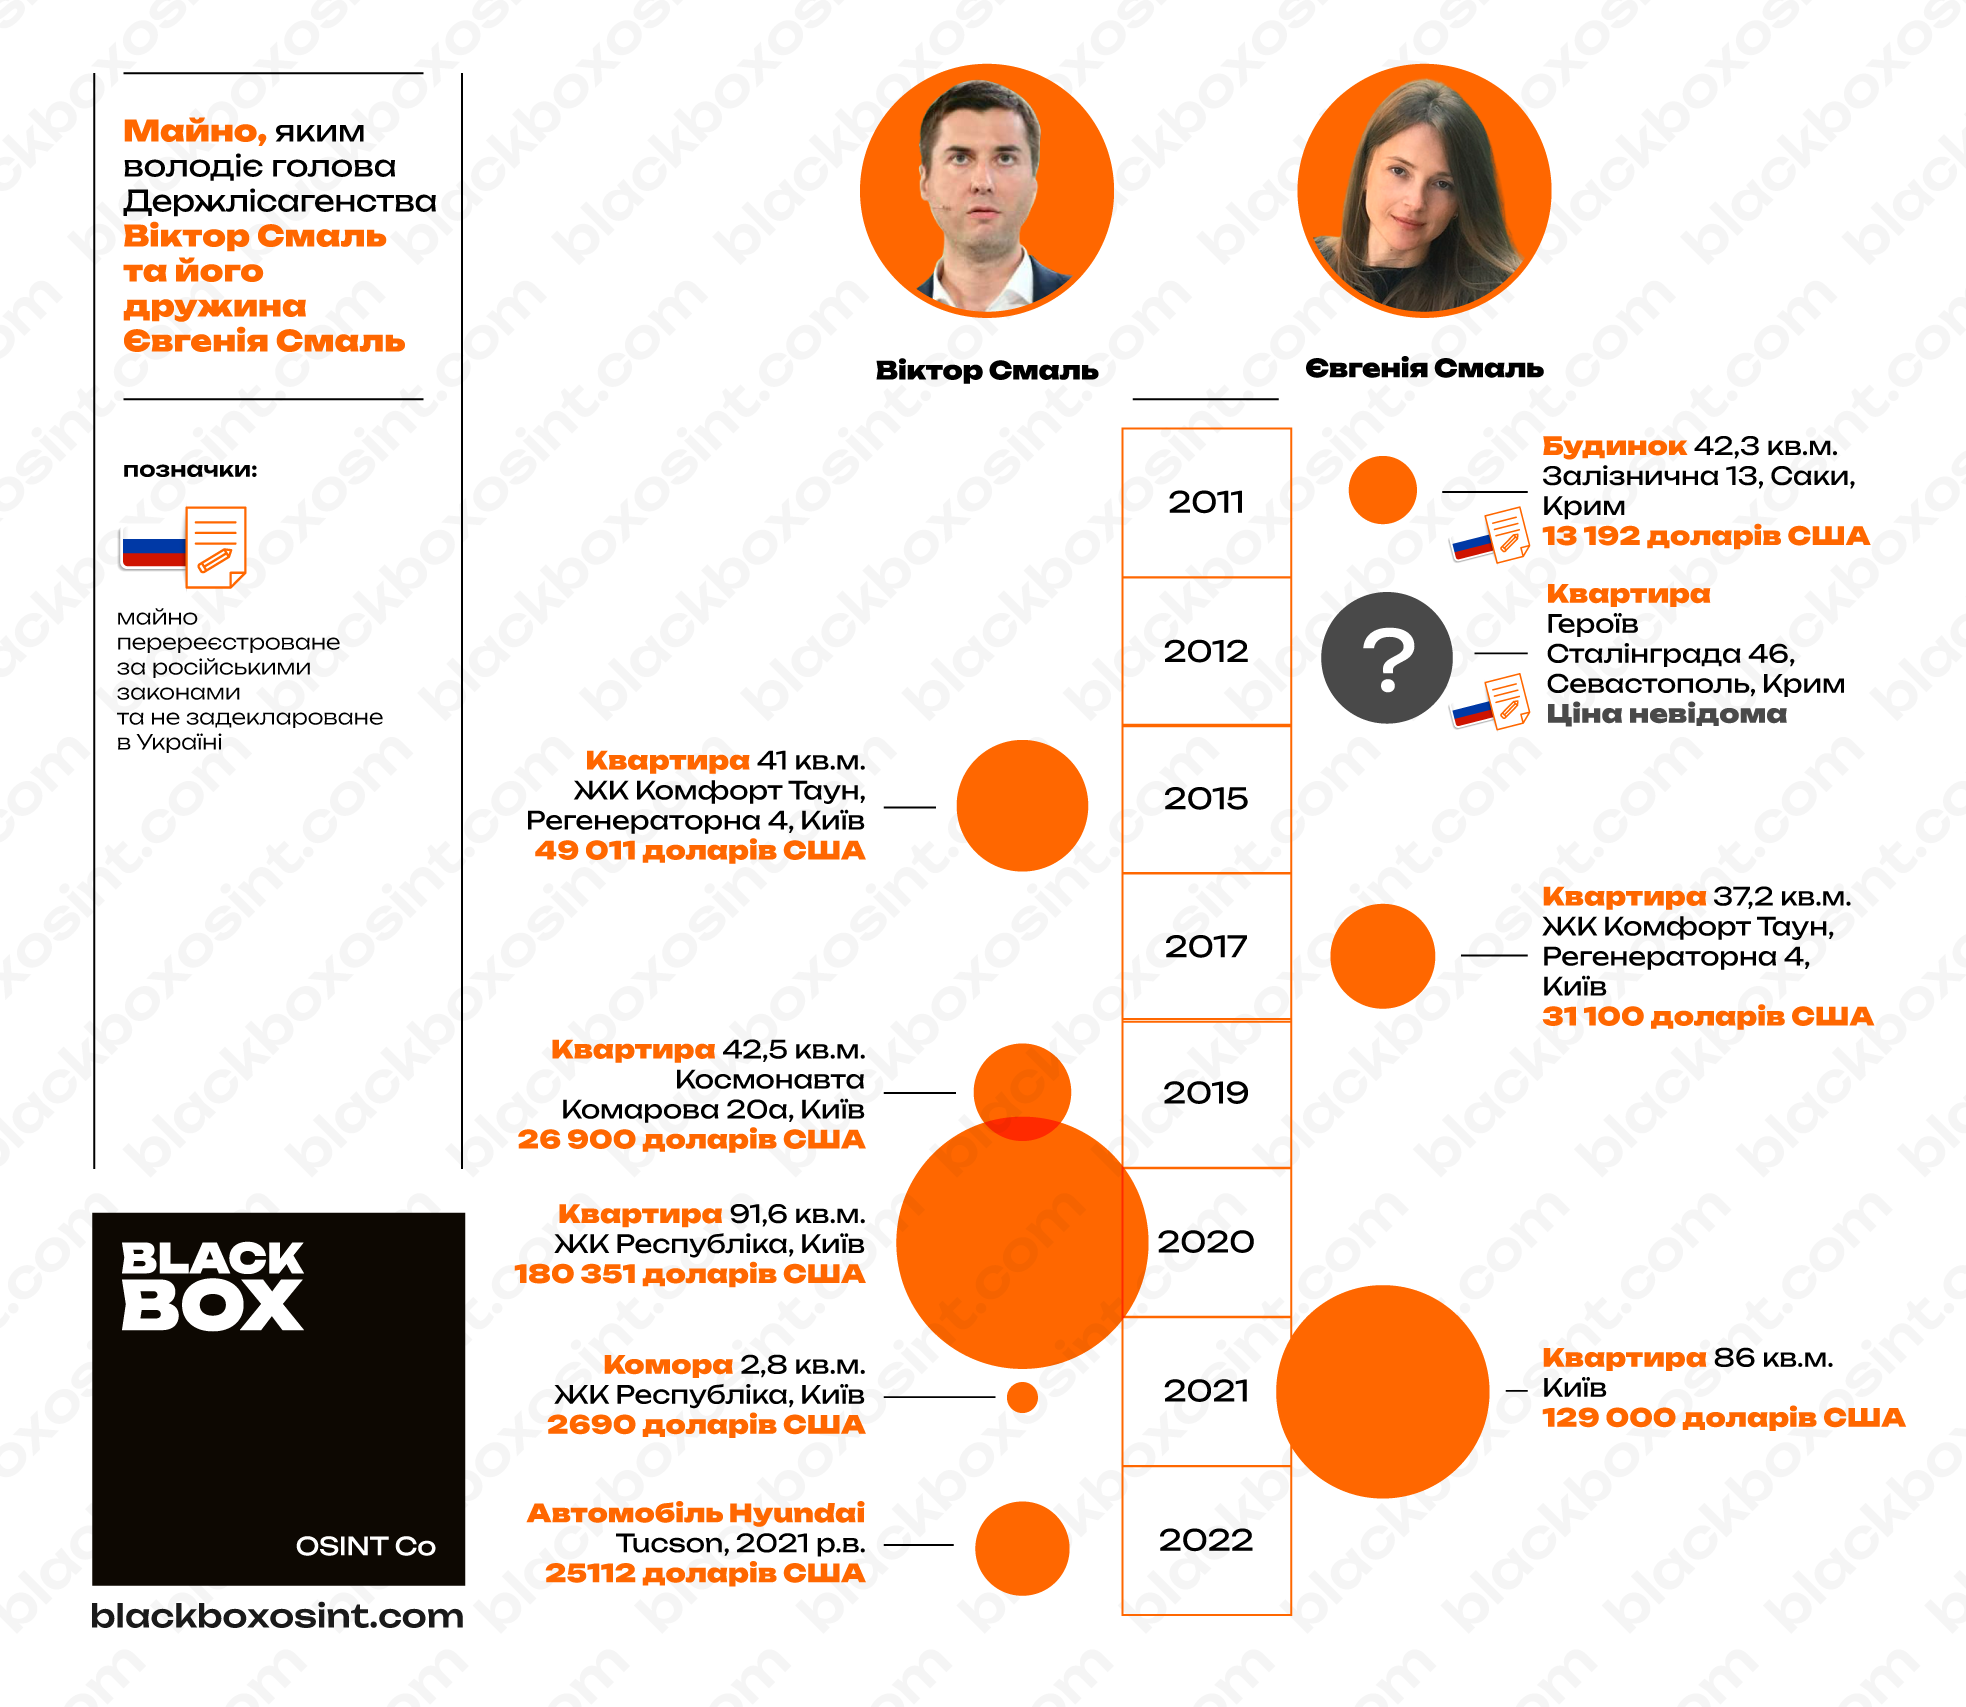 Майно, яким
володіє голова
Держлісагенства
Віктор Смаль
та його
дружина
Євгенія Смаль
позначки:
майно
перереєстроване
за російськими
законами
та не задеклароване
в Україні
BLACK
BOX
OSINT Co
blackboxosint.com
Віктор Смаль
Євгенія Смаль
2011
Будинок 42,3 кв.м.
Залізнична 13, Саки,
Крим
13 192 доларів США
2012
?
Квартира
Героїв
Сталінграда 46,
Севастополь, Крим
Ціна невідома
Квартира 41 кв.м.
ЖК Комфорт Таун,
Регенераторна 4, Київ
49 011 доларів США
2015
2017
Квартира 37,2 кв.м.
ЖК Комфорт Таун,
Регенераторна 4,
Київ
31 100 доларів США
Квартира 42,5 кв.м.
Космонавта
Комарова 20а, Київ
26 900 доларів США
2019
Квартира 91,6 кв.м.
ЖК Республіка, Київ
180 351 доларів США
2020
Комора 2,8 кв.м.
ЖК Республіка, Київ
2690 доларів США
2021
Квартира 86 кв.м.
Київ
129 000 доларів США
Автомобіль Hyundai
Tucson, 2021 р.в.
25112 доларів США
2022